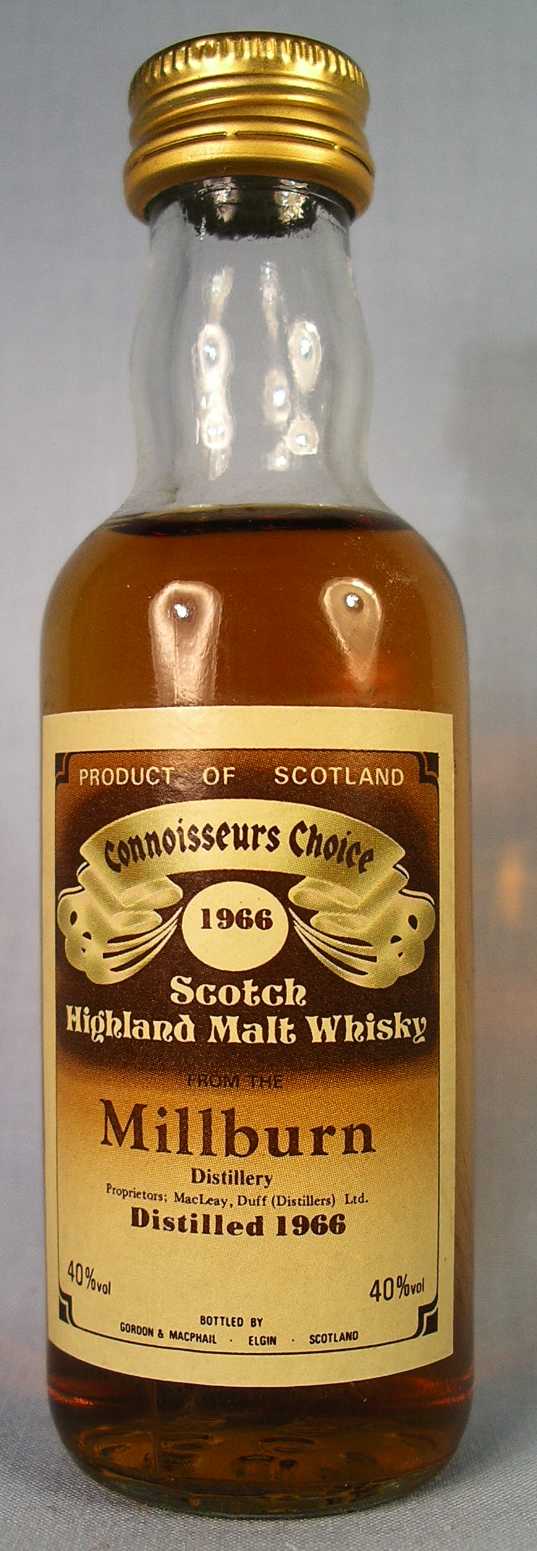 PRODUCT OF SCOTLAND
Connoisseurs Choice
1966
Scotch
Highland Malt Whisky
FROM THE
Millburn
Distillery
Proprietors; MacLeay, Duff (Distillers) Ltd.
Distilled 1966
40%vol 40%vol
BOTTLED BY
GORDON & MACPHAIL · ELGIN · SCOTLAND